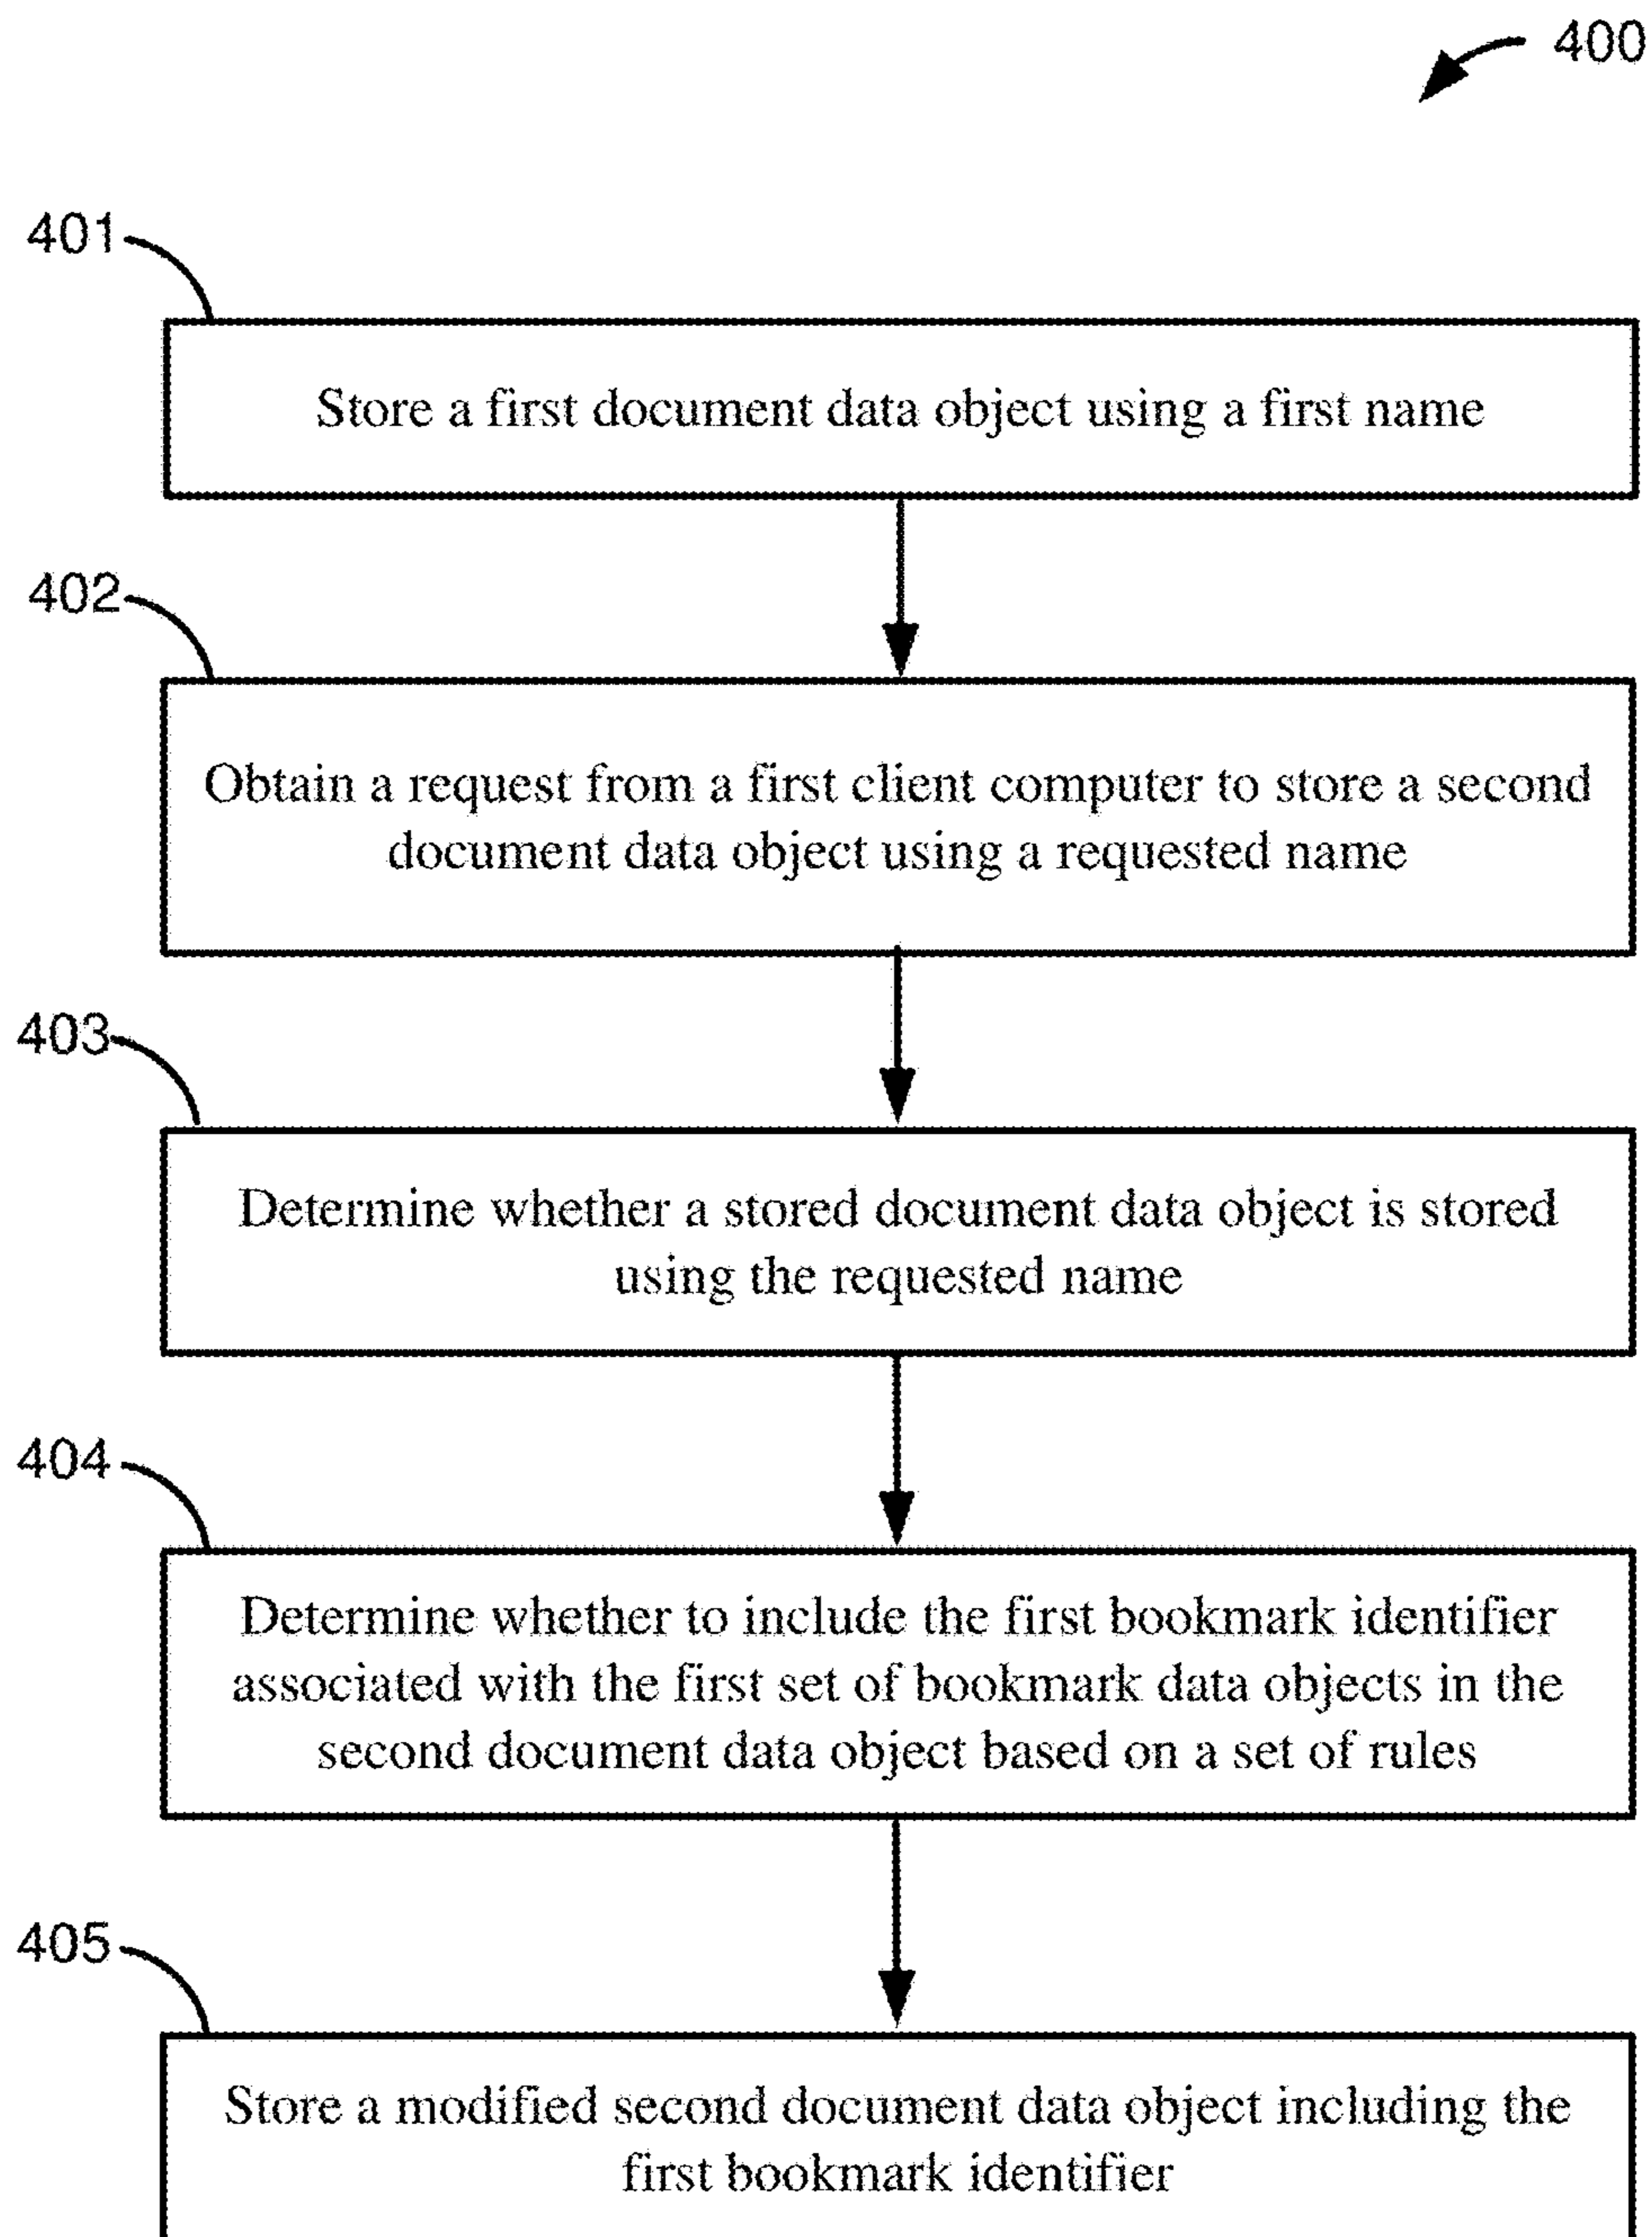 400
401
Store a first document data object using a first name
402
Obtain a request from a first client computer to store a second
document data object using a requested name
403
Determine whether a stored document data object is stored
using the requested name
404
Determine whether to include the first bookmark identifier
associated with the first set of bookmark data objects in the
second document data object based on a set of rules
405
Store a modified second document data object including the
first bookmark identifier